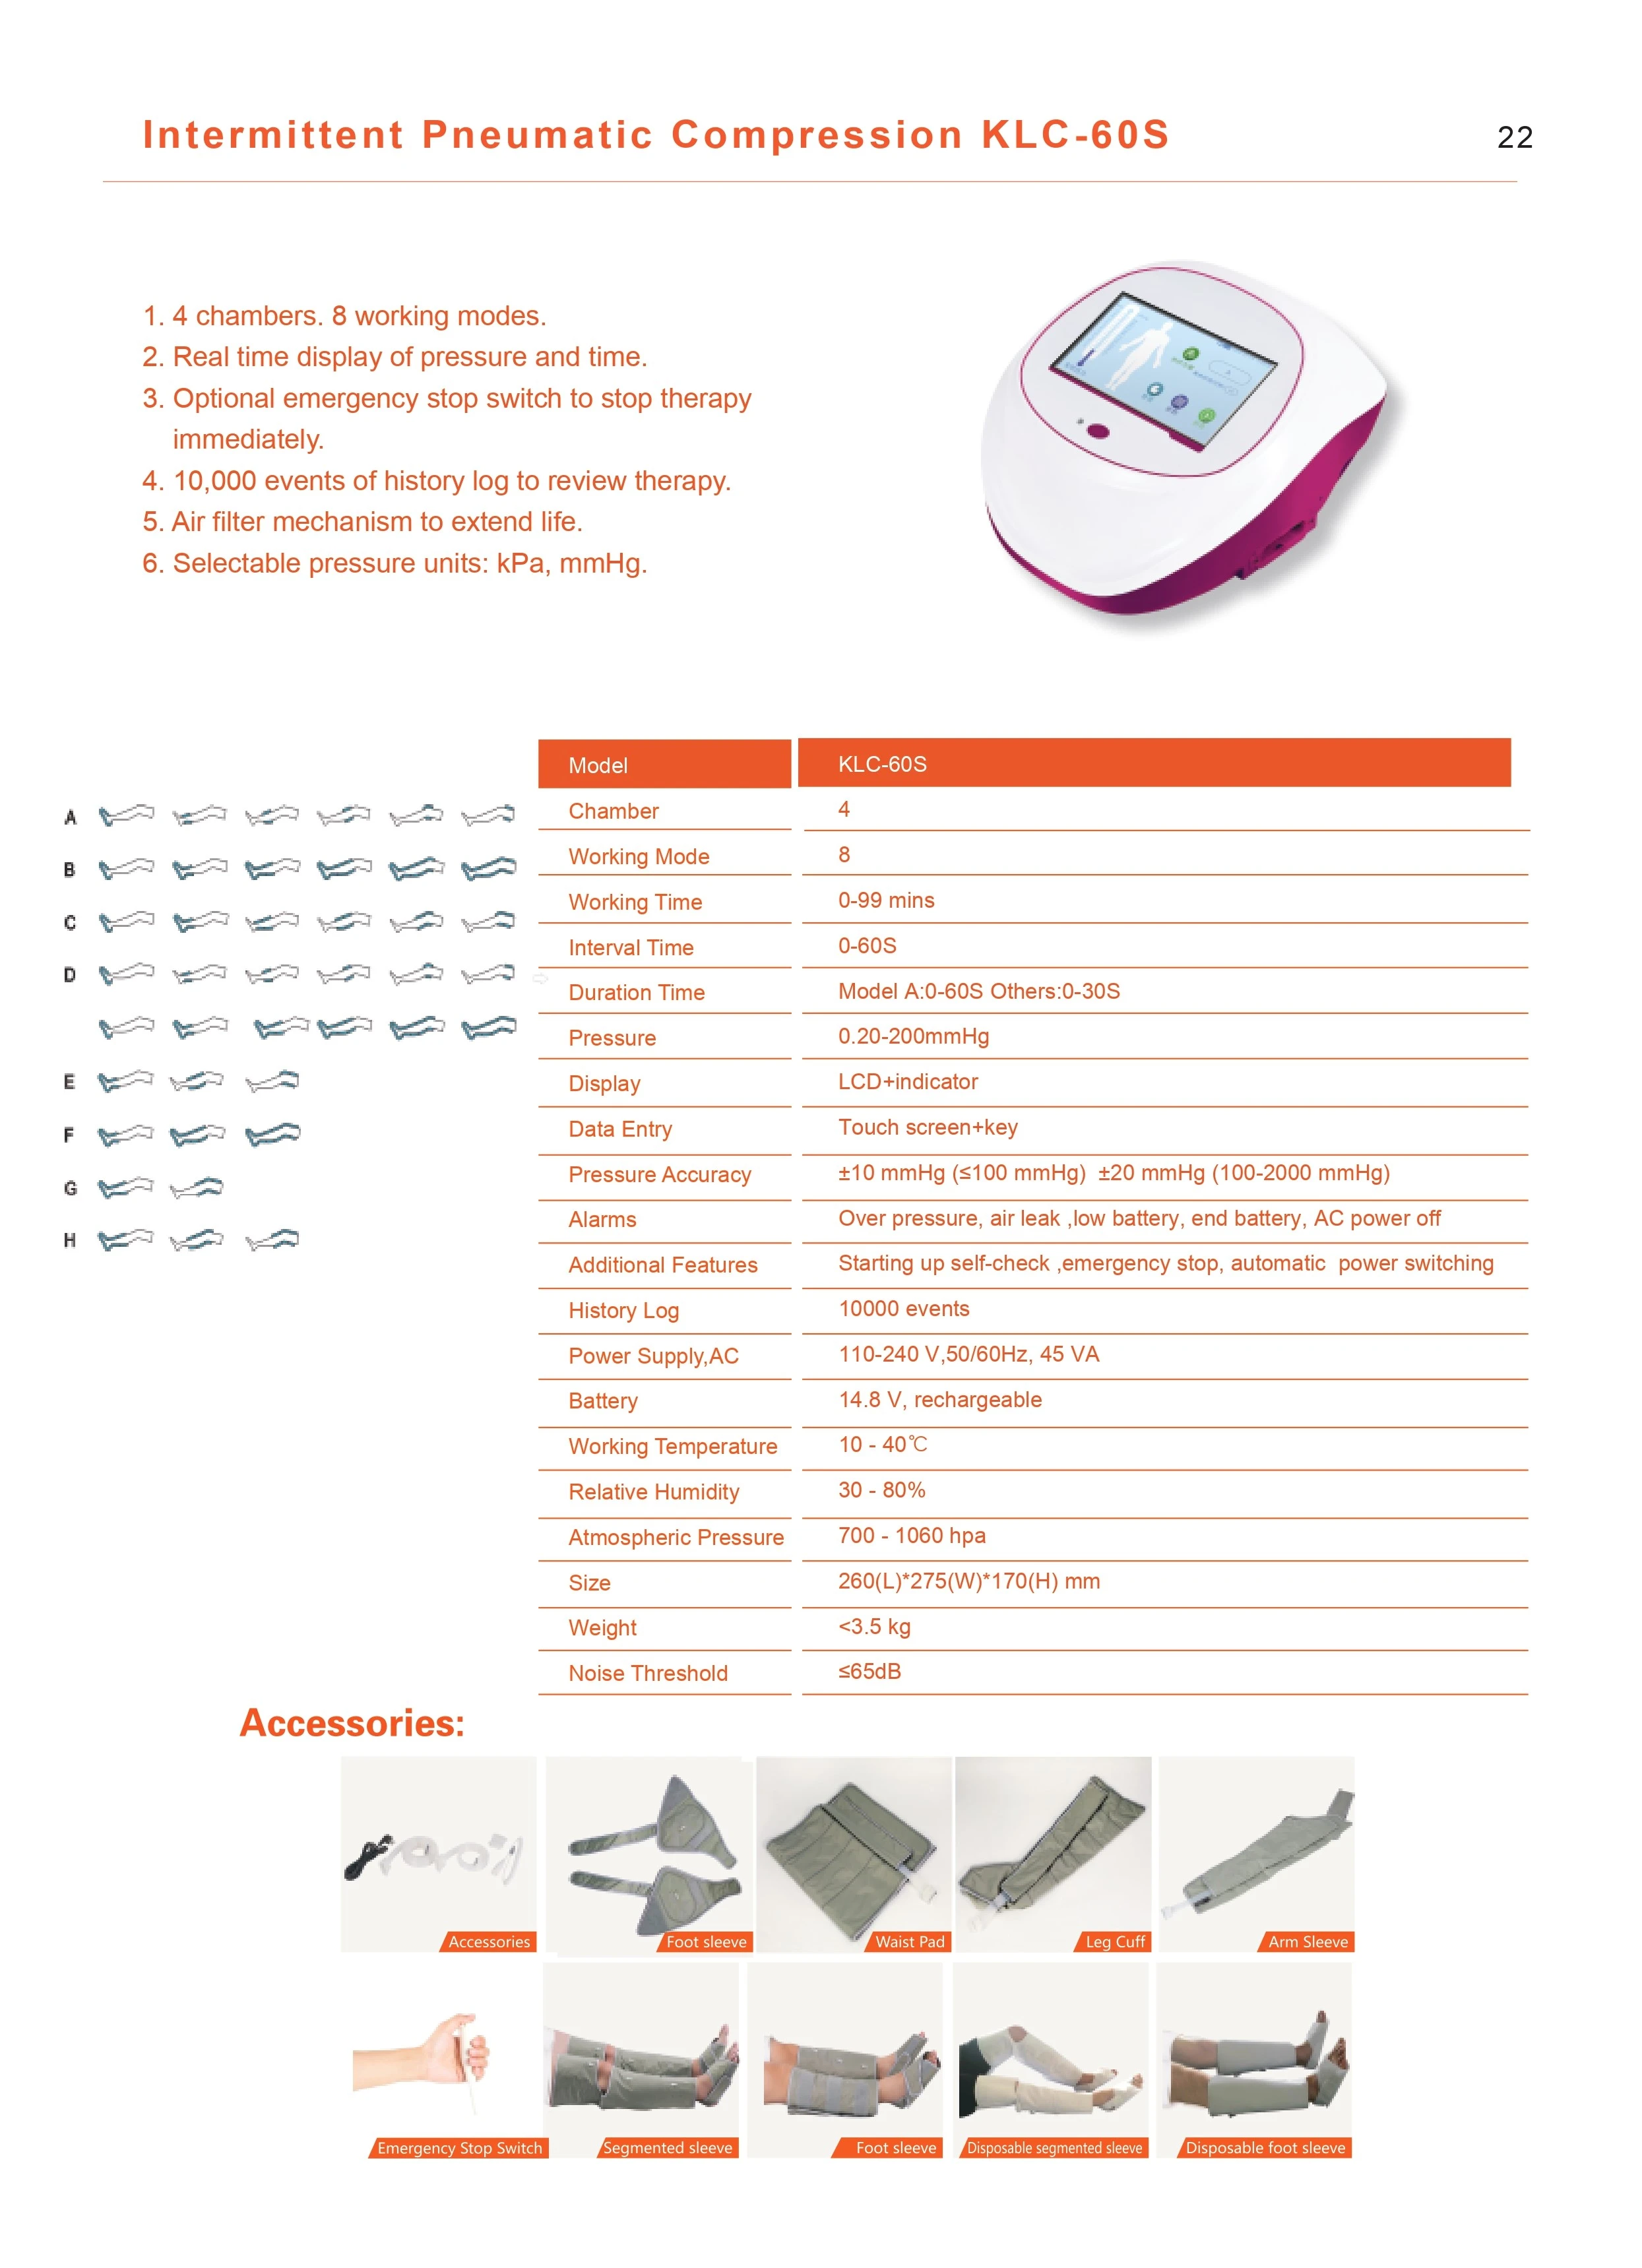 Intermittent Pneumatic Compression KLC-60S
22
1. 4 chambers. 8 working modes.
2. Real time display of pressure and time.
3. Optional emergency stop switch to stop therapy
immediately.
4. 10,000 events of history log to review therapy.
5. Air filter mechanism to extend life.
6. Selectable pressure units: kPa, mmHg.
A
B
C
D
E
F
G
H
Model KLC-60S
Chamber 4
Working Mode 8
Working Time 0-99 mins
Interval Time 0-60S
Duration Time Model A:0-60S Others:0-30S
Pressure 0.20-200mmHg
Display LCD+indicator
Data Entry Touch screen+key
Pressure Accuracy ±10 mmHg (≤100 mmHg) ±20 mmHg (100-2000 mmHg)
Alarms Over pressure, air leak ,low battery, end battery, AC power off
Additional Features Starting up self-check ,emergency stop, automatic power switching
History Log 10000 events
Power Supply,AC 110-240 V,50/60Hz, 45 VA
Battery 14.8 V, rechargeable
Working Temperature 10 - 40℃
Relative Humidity 30 - 80%
Atmospheric Pressure 700 - 1060 hpa
Size 260(L)*275(W)*170(H) mm
Weight <3.5 kg
Noise Threshold ≤65dB
Accessories:
Accessories
Foot sleeve
Waist Pad
Leg Cuff
Arm Sleeve
Emergency Stop Switch
Segmented sleeve
Foot sleeve
Disposable segmented sleeve
Disposable foot sleeve